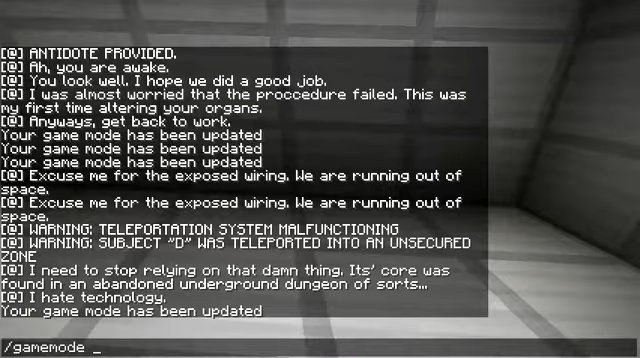 [@] ANTIDOTE PROVIDED.
[@] Ah, you are awake.
[@] You look well. I hope we did a good job.
[@] I was almost worried that the proccedure failed. This was
my first time altering your organs.
[@] Anyways, get back to work.
Your game mode has been updated
Your game mode has been updated
Your game mode has been updated
[@] Excuse me for the exposed wiring. We are running out of
space.
[@] Excuse me for the exposed wiring. We are running out of
space.
[@] WARNING: TELEPORTATION SYSTEM MALFUNCTIONING
[@] WARNING: SUBJECT "D" WAS TELEPORTED INTO AN UNSECURED
ZONE
[@] I need to stop relying on that damn thing. Its' core was
found in an abandoned underground dungeon of sorts...
[@] I hate technology.
Your game mode has been updated
/gamemode _